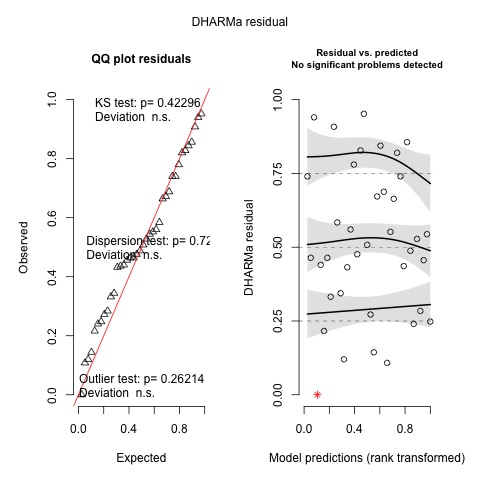 DHARMa residual
QQ plot residuals
KS test: p= 0.42296
Deviation n.s.
Dispersion test: p= 0.72
Deviation n.s.
Outlier test: p= 0.26214
Deviation n.s.
Observed
0.0 0.2 0.4 0.6 0.8 1.0
0.0 0.4 0.8
Expected
Residual vs. predicted
No significant problems detected
DHARMa residual
0.00 0.25 0.50 0.75 1.00
0.0 0.4 0.8
Model predictions (rank transformed)